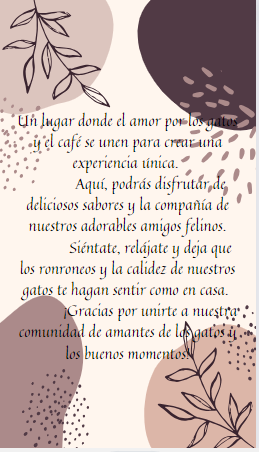 Un lugar donde el amor por los gatos
y el café se unen para crear una
experiencia única.
Aquí, podrás disfrutar de
deliciosos sabores y la compañía de
nuestros adorables amigos felinos.
Siéntate, relájate y deja que
los ronroneos y la calidez de nuestros
gatos te hagan sentir como en casa.
¡Gracias por unirte a nuestra
comunidad de amantes de los gatos y
los buenos momentos!